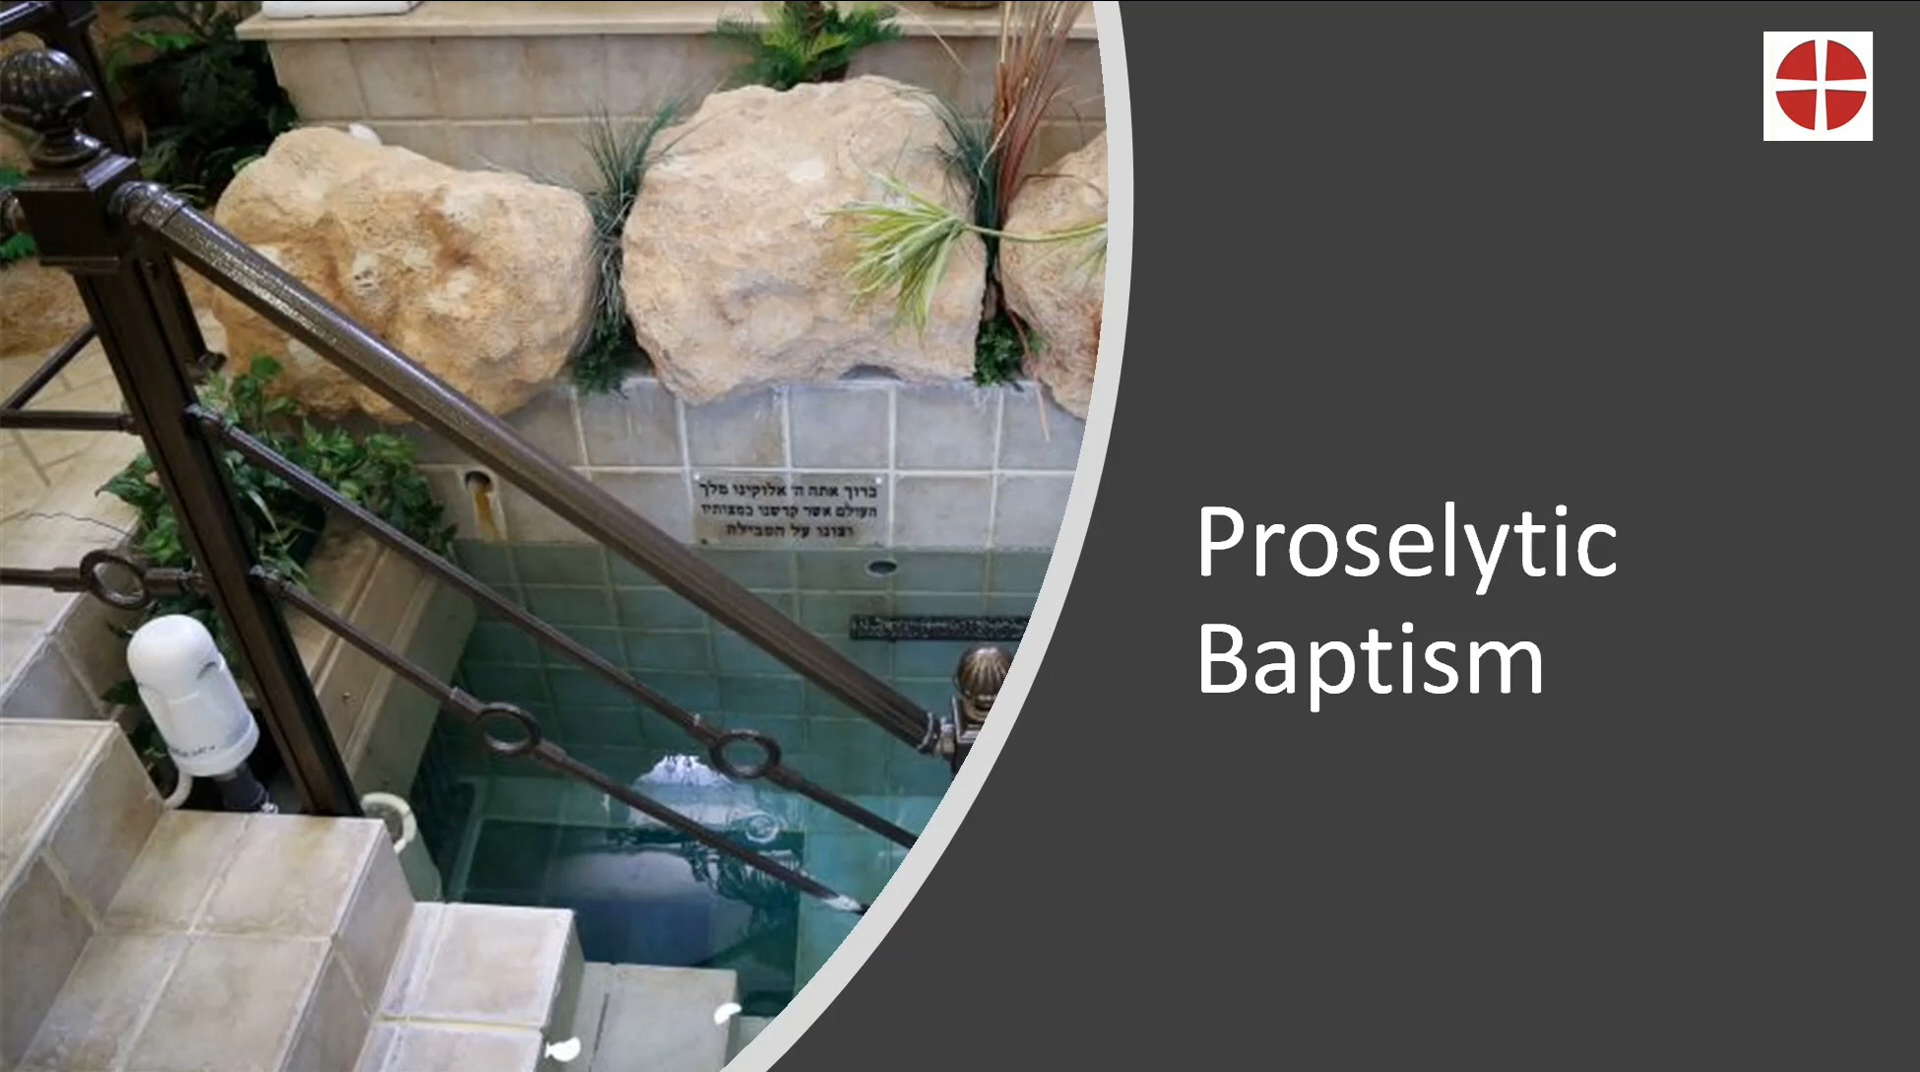 ברוך אתה ה׳ אלוקינו מלך
העולם אשר קדשנו במצותיו
וצונו על הטבילה
Proselytic
Baptism